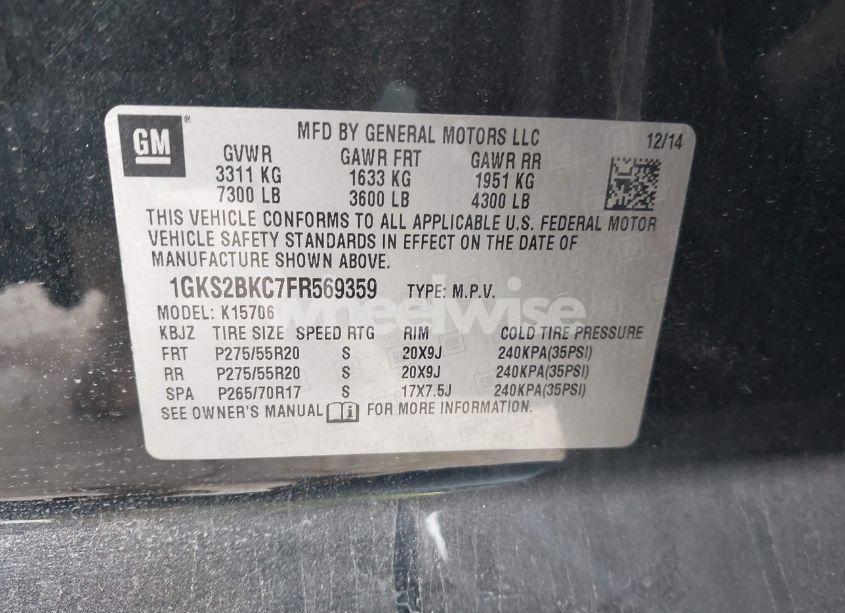 GM ® MFD BY GENERAL MOTORS LLC 12/14
GVWR GAWR FRT GAWR RR
3311 KG 1633 KG 1951 KG
7300 LB 3600 LB 4300 LB
THIS VEHICLE CONFORMS TO ALL APPLICABLE U.S. FEDERAL MOTOR
VEHICLE SAFETY STANDARDS IN EFFECT ON THE DATE OF
MANUFACTURE SHOWN ABOVE.
1GKS2BKC7FR569359 TYPE: M.P.V.
wheelwise
MODEL: K15706
KBJZ TIRE SIZE SPEED RTG RIM COLD TIRE PRESSURE
FRT P275/55R20 S 20X9J 240KPA(35PSI)
RR P275/55R20 S 20X9J 240KPA(35PSI)
SPA P265/70R17 S 17X7.5J 240KPA(35PSI)
SEE OWNER'S MANUAL FOR MORE INFORMATION.